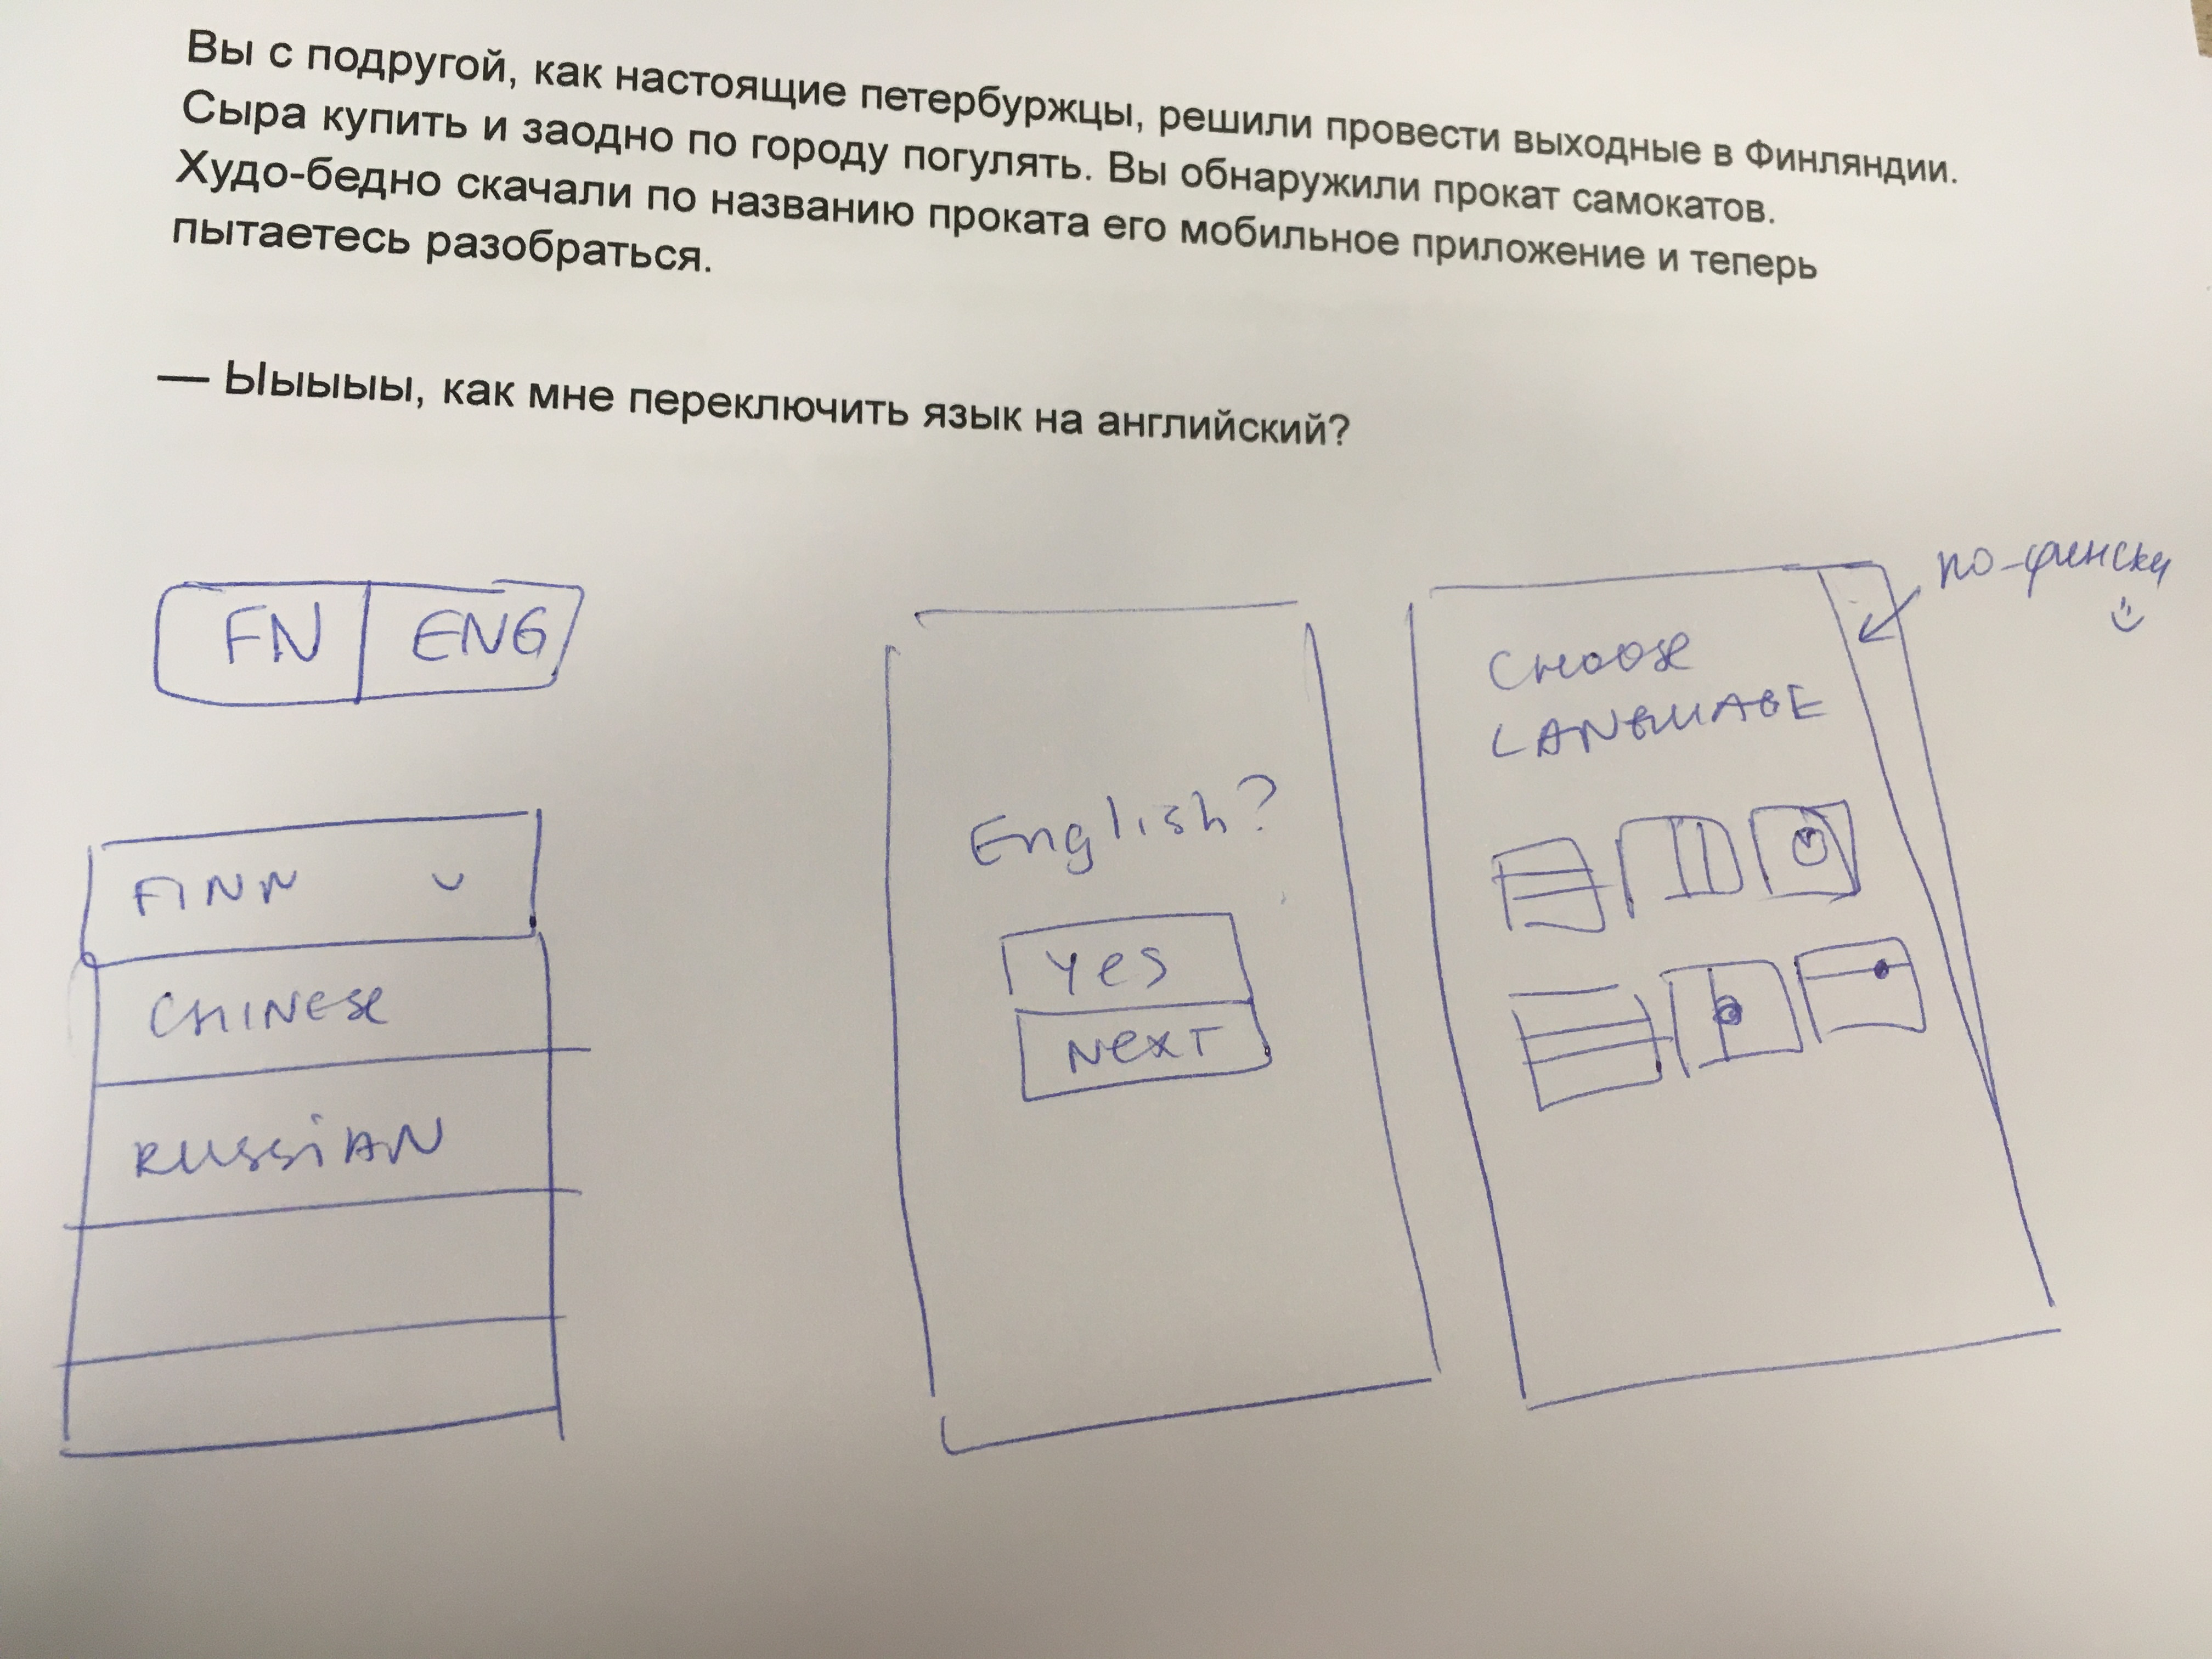 Вы с подругой, как настоящие петербуржцы, решили провести выходные в Финляндии.
Сыра купить и заодно по городу погулять. Вы обнаружили прокат самокатов.
Худо-бедно скачали по названию проката его мобильное приложение и теперь
пытаетесь разобраться.
— Ыыыыы, как мне переключить язык на английский?
FN ENG
FINN
CHINESE
RUSSIAN
English?
Yes
Next
Choose
LANGUAGE
по-фински